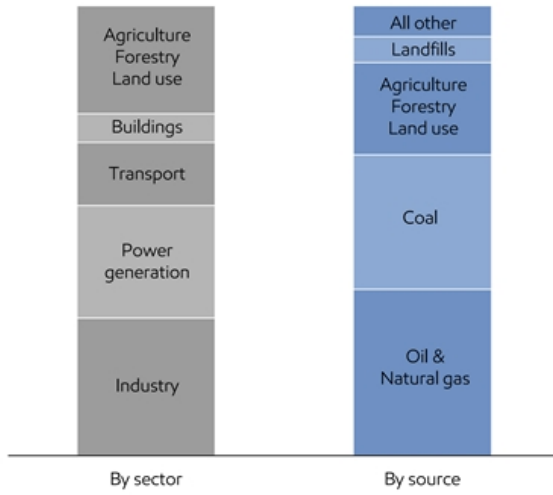 Agriculture
Forestry
Land use
Buildings
Transport
Power
generation
Industry
By sector
All other
Landfills
Agriculture
Forestry
Land use
Coal
Oil &
Natural gas
By source